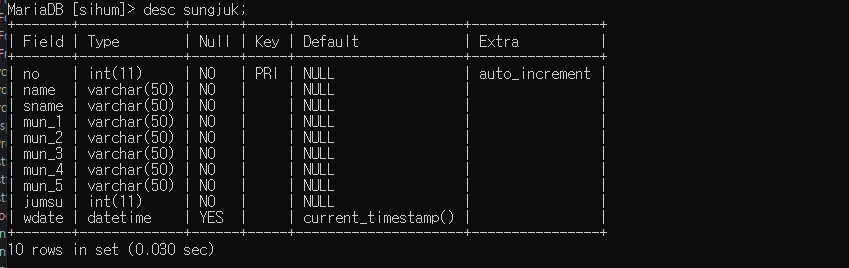 MariaDB [sihum]> desc sungjuk;
+-------+-------------+------+-----+---------------------+----------------+
| Field | Type        | Null | Key | Default             | Extra          |
+-------+-------------+------+-----+---------------------+----------------+
| no    | int(11)     | NO   | PRI | NULL                | auto_increment |
| name  | varchar(50) | NO   |     | NULL                |                |
| sname | varchar(50) | NO   |     | NULL                |                |
| mun_1 | varchar(50) | NO   |     | NULL                |                |
| mun_2 | varchar(50) | NO   |     | NULL                |                |
| mun_3 | varchar(50) | NO   |     | NULL                |                |
| mun_4 | varchar(50) | NO   |     | NULL                |                |
| mun_5 | varchar(50) | NO   |     | NULL                |                |
| jumsu | int(11)     | NO   |     | NULL                |                |
| wdate | datetime    | YES  |     | current_timestamp() |                |
+-------+-------------+------+-----+---------------------+----------------+
10 rows in set (0.030 sec)